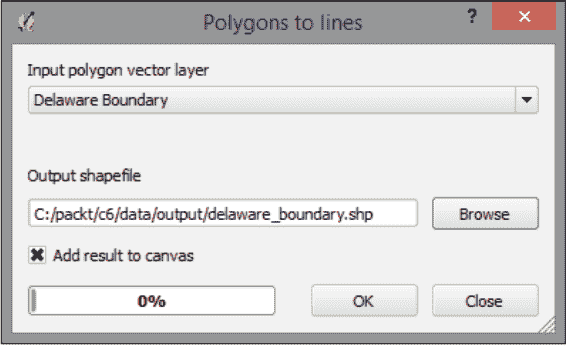 Polygons to lines
?
Input polygon vector layer
Delaware Boundary
Output shapefile
C:/packt/c6/data/output/delaware_boundary.shp
Browse
Add result to canvas
0%
OK
Close